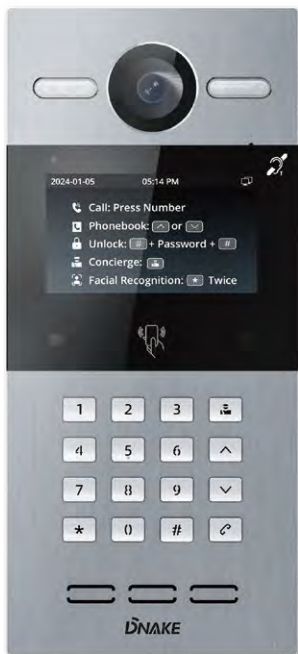 2024-01-05 05:14 PM
Call: Press Number
Phonebook: or
Unlock: # + Password + #
Concierge:
Facial Recognition: * Twice
1 2 3
4 5 6
7 8 9
* 0 #
DNAKE